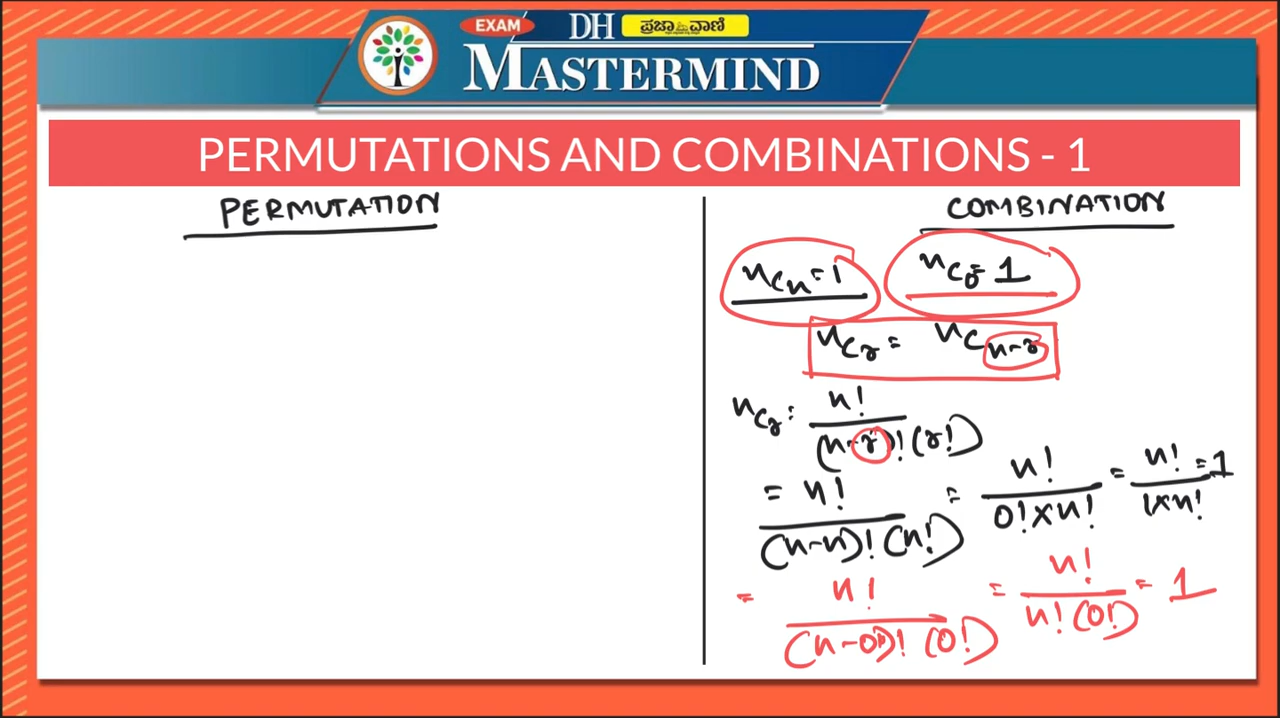 EXAM DH ಪ್ರಜಾವಾಣಿ
MASTERMIND
PERMUTATIONS AND COMBINATIONS - 1
PERMUTATION
COMBINATION
nCn = 1
nC0 = 1
nCr = nCn-r
nCr = n! / (n-r)! (r!)
= n! / (n-n)! (n!) = n! / 0! × n! = n! / 1×n! = 1
= n! / (n-0)! (0!) = n! / n! (0!) = 1